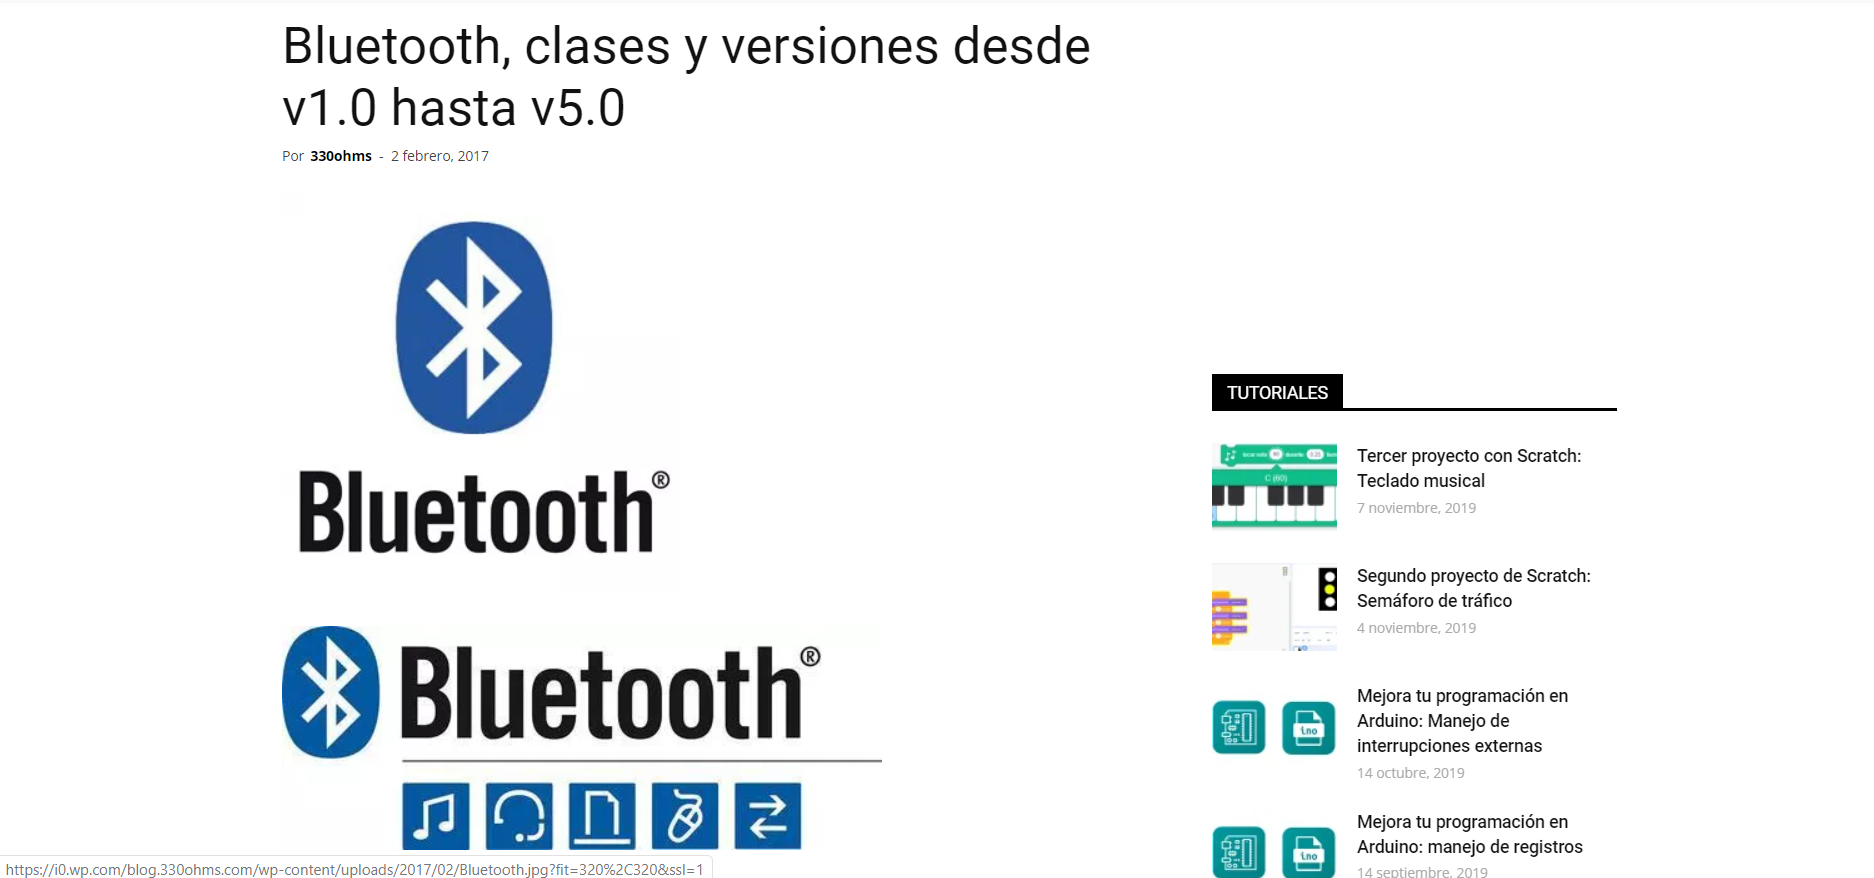 Bluetooth, clases y versiones desde
v1.0 hasta v5.0
Por 330ohms - 2 febrero, 2017
Bluetooth®
Bluetooth®
TUTORIALES
C (60)
Tercer proyecto con Scratch:
Teclado musical
7 noviembre, 2019
Segundo proyecto de Scratch:
Semáforo de tráfico
4 noviembre, 2019
ino
Mejora tu programación en
Arduino: Manejo de
interrupciones externas
14 octubre, 2019
ino
Mejora tu programación en
Arduino: manejo de registros
14 septiembre, 2019
https://i0.wp.com/blog.330ohms.com/wp-content/uploads/2017/02/Bluetooth.jpg?fit=320%2C320&ssl=1